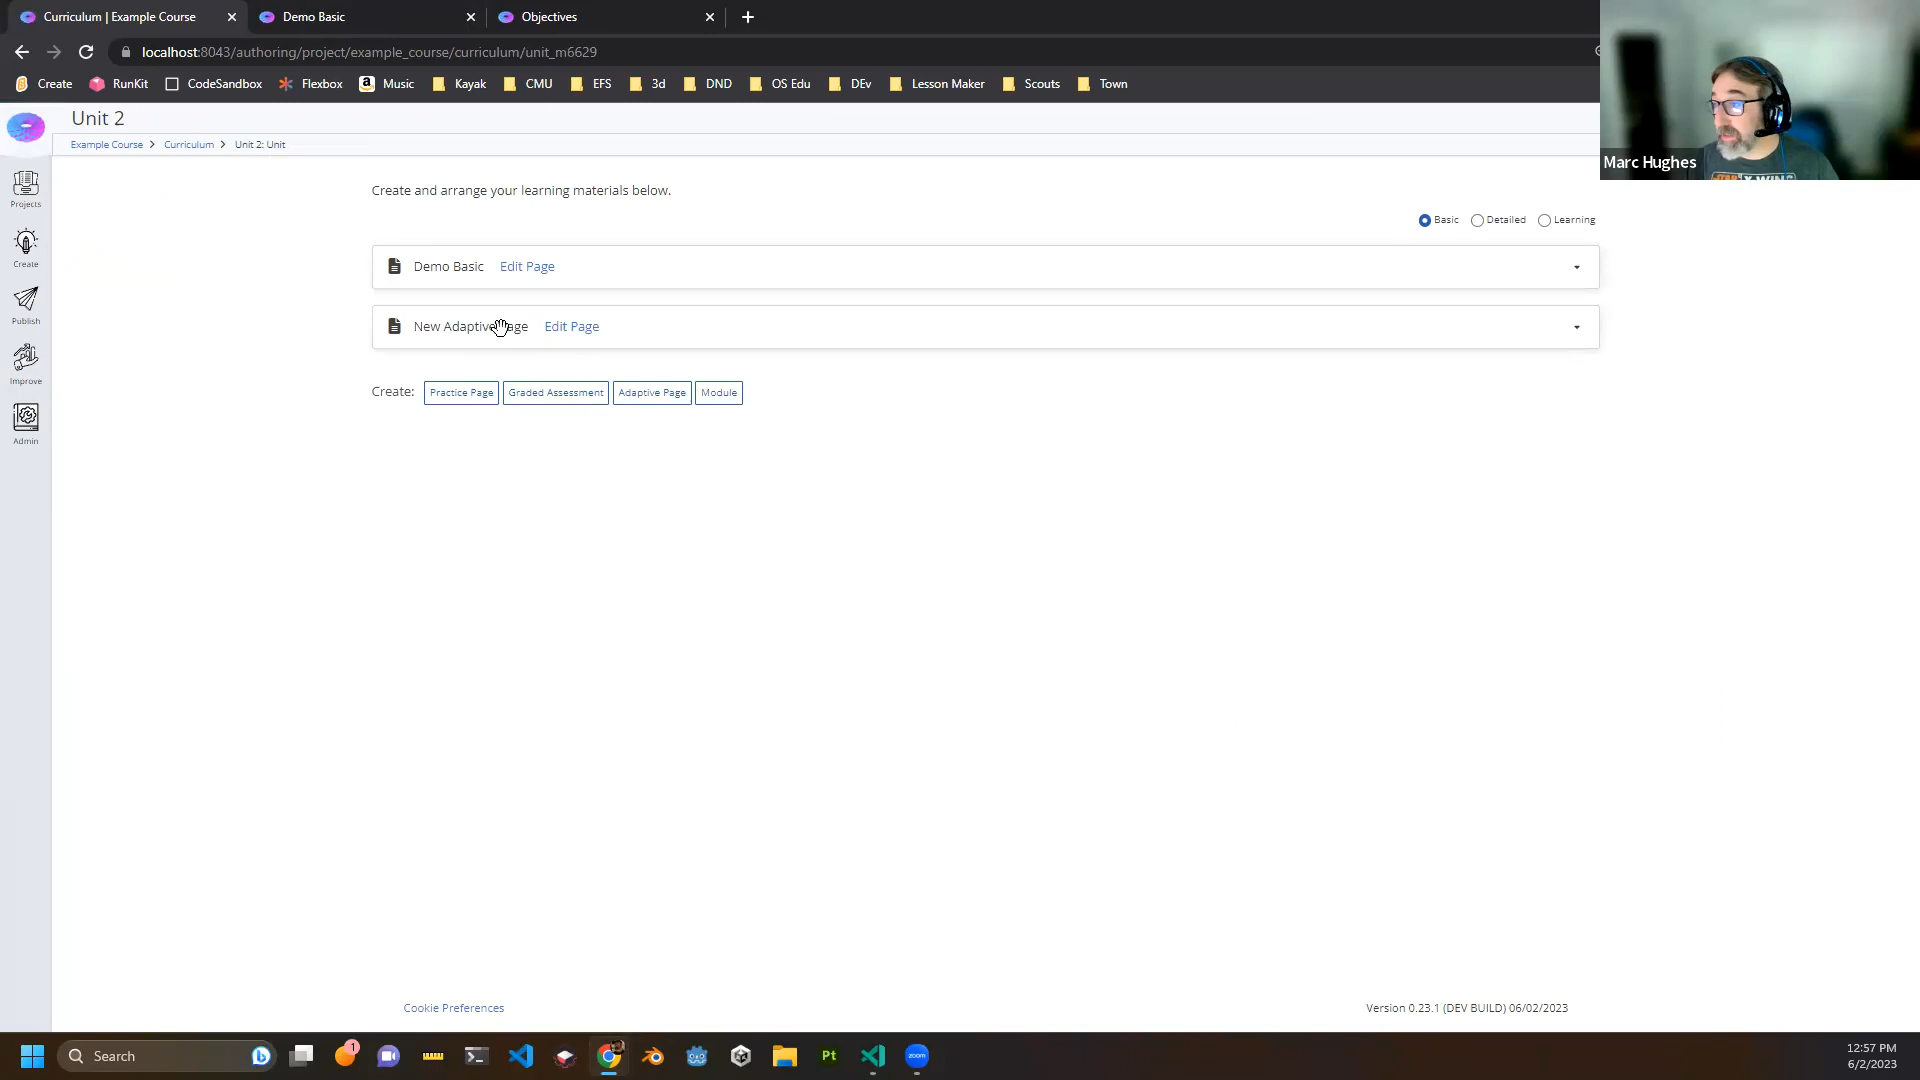 Curriculum | Example Course
Demo Basic
Objectives
localhost:8043/authoring/project/example_course/curriculum/unit_m6629
Create RunKit CodeSandbox Flexbox Music Kayak CMU EFS 3d DND OS Edu DEv Lesson Maker Scouts Town
Marc Hughes
Unit 2
Example Course Curriculum Unit 2: Unit
Projects
Create
Publish
Improve
Admin
Create and arrange your learning materials below.
Basic Detailed Learning
Demo Basic Edit Page
New Adaptive Page Edit Page
Create: Practice Page Graded Assessment Adaptive Page Module
Cookie Preferences
Version 0.23.1 (DEV BUILD) 06/02/2023
Search
1
Pt
zoom
12:57 PM
6/2/2023